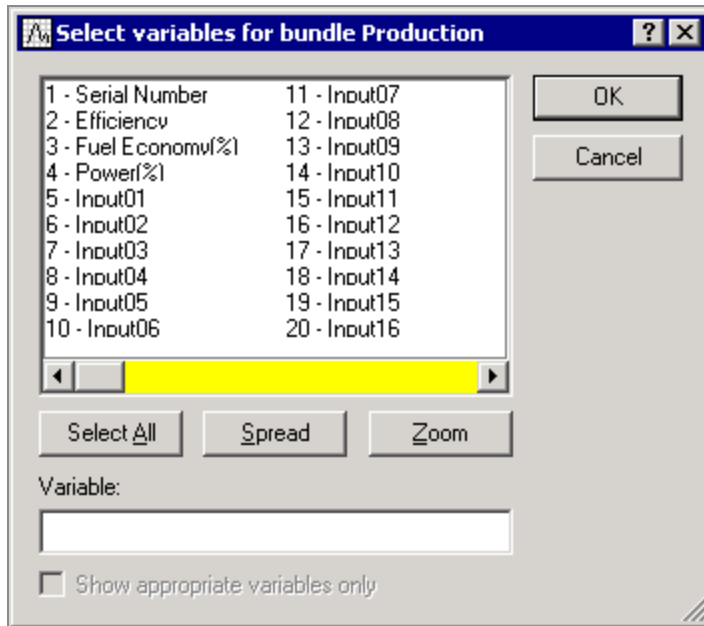 Select variables for bundle Production
1 - Serial Number
2 - Efficiency
3 - Fuel Economy(%)
4 - Power(%)
5 - Input01
6 - Input02
7 - Input03
8 - Input04
9 - Input05
10 - Input06
11 - Input07
12 - Input08
13 - Input09
14 - Input10
15 - Input11
16 - Input12
17 - Input13
18 - Input14
19 - Input15
20 - Input16
OK
Cancel
Select All
Spread
Zoom
Variable:
Show appropriate variables only